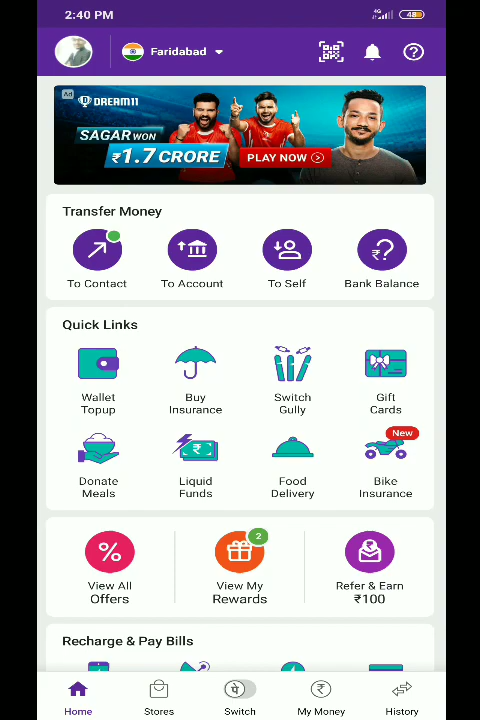 2:40 PM
4G
48
Faridabad
Ad
DREAM11
SAGAR WON
₹1.7 CRORE
PLAY NOW
Transfer Money
To Contact
To Account
To Self
Bank Balance
Quick Links
Wallet Topup
Buy Insurance
Switch Gully
Gift Cards
New
Donate Meals
Liquid Funds
Food Delivery
Bike Insurance
2
View All Offers
View My Rewards
Refer & Earn ₹100
Recharge & Pay Bills
Home
Stores
पे
Switch
My Money
History